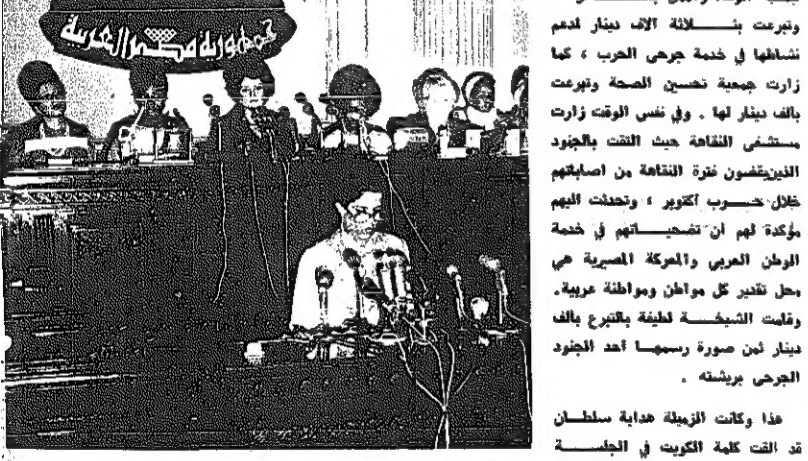 جمهورية مصر العربية
وتبرعت بثلاثة آلاف دينار لدعم
نشاطها في خدمة جرحى الحرب ، كما
زارت جمعية تحسين الصحة وتبرعت
بألف دينار لها . وفي نفس الوقت زارت
مستشفى النقاهة حيث التقت بالجنود
الذين يقضون فترة النقاهة من اصاباتهم
خلال حرب أكتوبر ، وتحدثت اليهم
مؤكدة لهم ان تضحياتهم في خدمة
الوطن العربي والمعركة المصيرية هي
محل تقدير كل مواطن ومواطنة عربية.
وقامت الشيخة لطيفة بالتبرع بألف
دينار ثمن صورة رسمها أحد الجنود
الجرحى بريشته .
هذا وكانت الزميلة هداية سلطان
قد القت كلمة الكويت في الجلسة